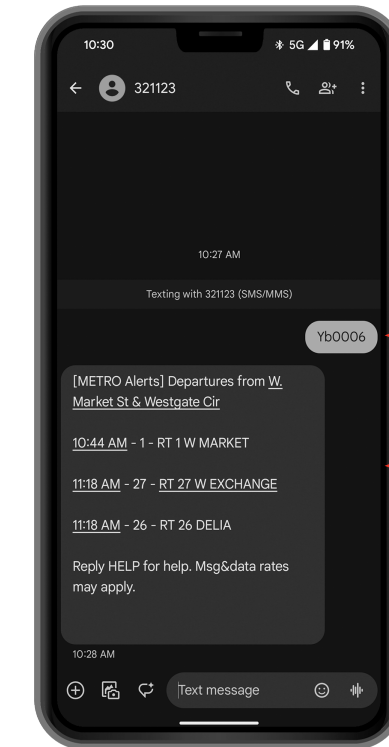 10:30
5G 91%
321123
10:27 AM
Texting with 321123 (SMS/MMS)
Yb0006
[METRO Alerts] Departures from W.
Market St & Westgate Cir
10:44 AM - 1 - RT 1 W MARKET
11:18 AM - 27 - RT 27 W EXCHANGE
11:18 AM - 26 - RT 26 DELIA
Reply HELP for help. Msg&data rates
may apply.
10:28 AM
Text message